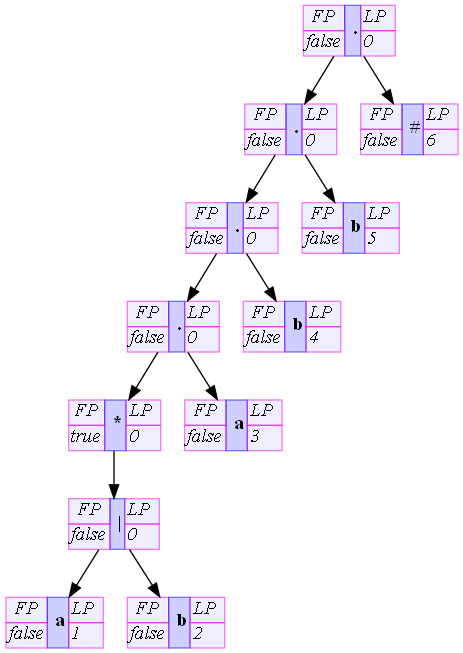 FP . LP
false 0
FP . LP
false 0
FP # LP
false 6
FP . LP
false 0
FP b LP
false 5
FP . LP
false 0
FP b LP
false 4
FP * LP
true 0
FP a LP
false 3
FP | LP
false 0
FP a LP
false 1
FP b LP
false 2